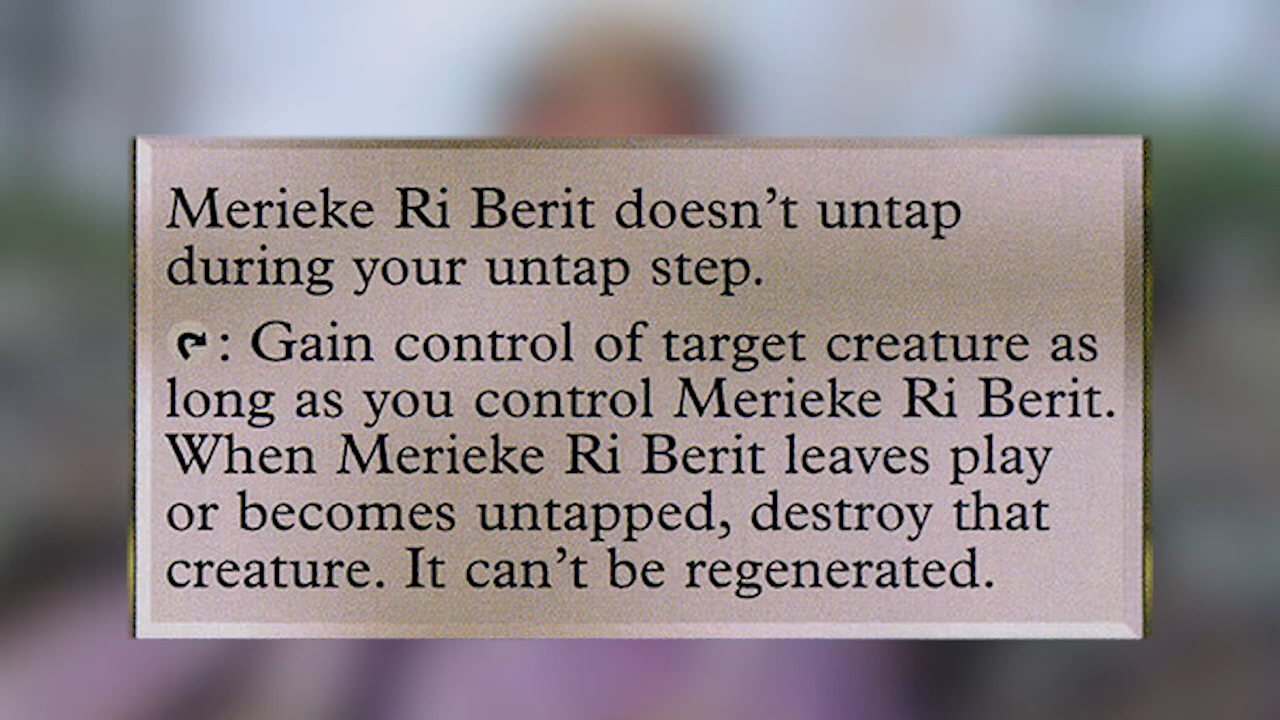 Merieke Ri Berit doesn’t untap
during your untap step.
: Gain control of target creature as
long as you control Merieke Ri Berit.
When Merieke Ri Berit leaves play
or becomes untapped, destroy that
creature. It can’t be regenerated.